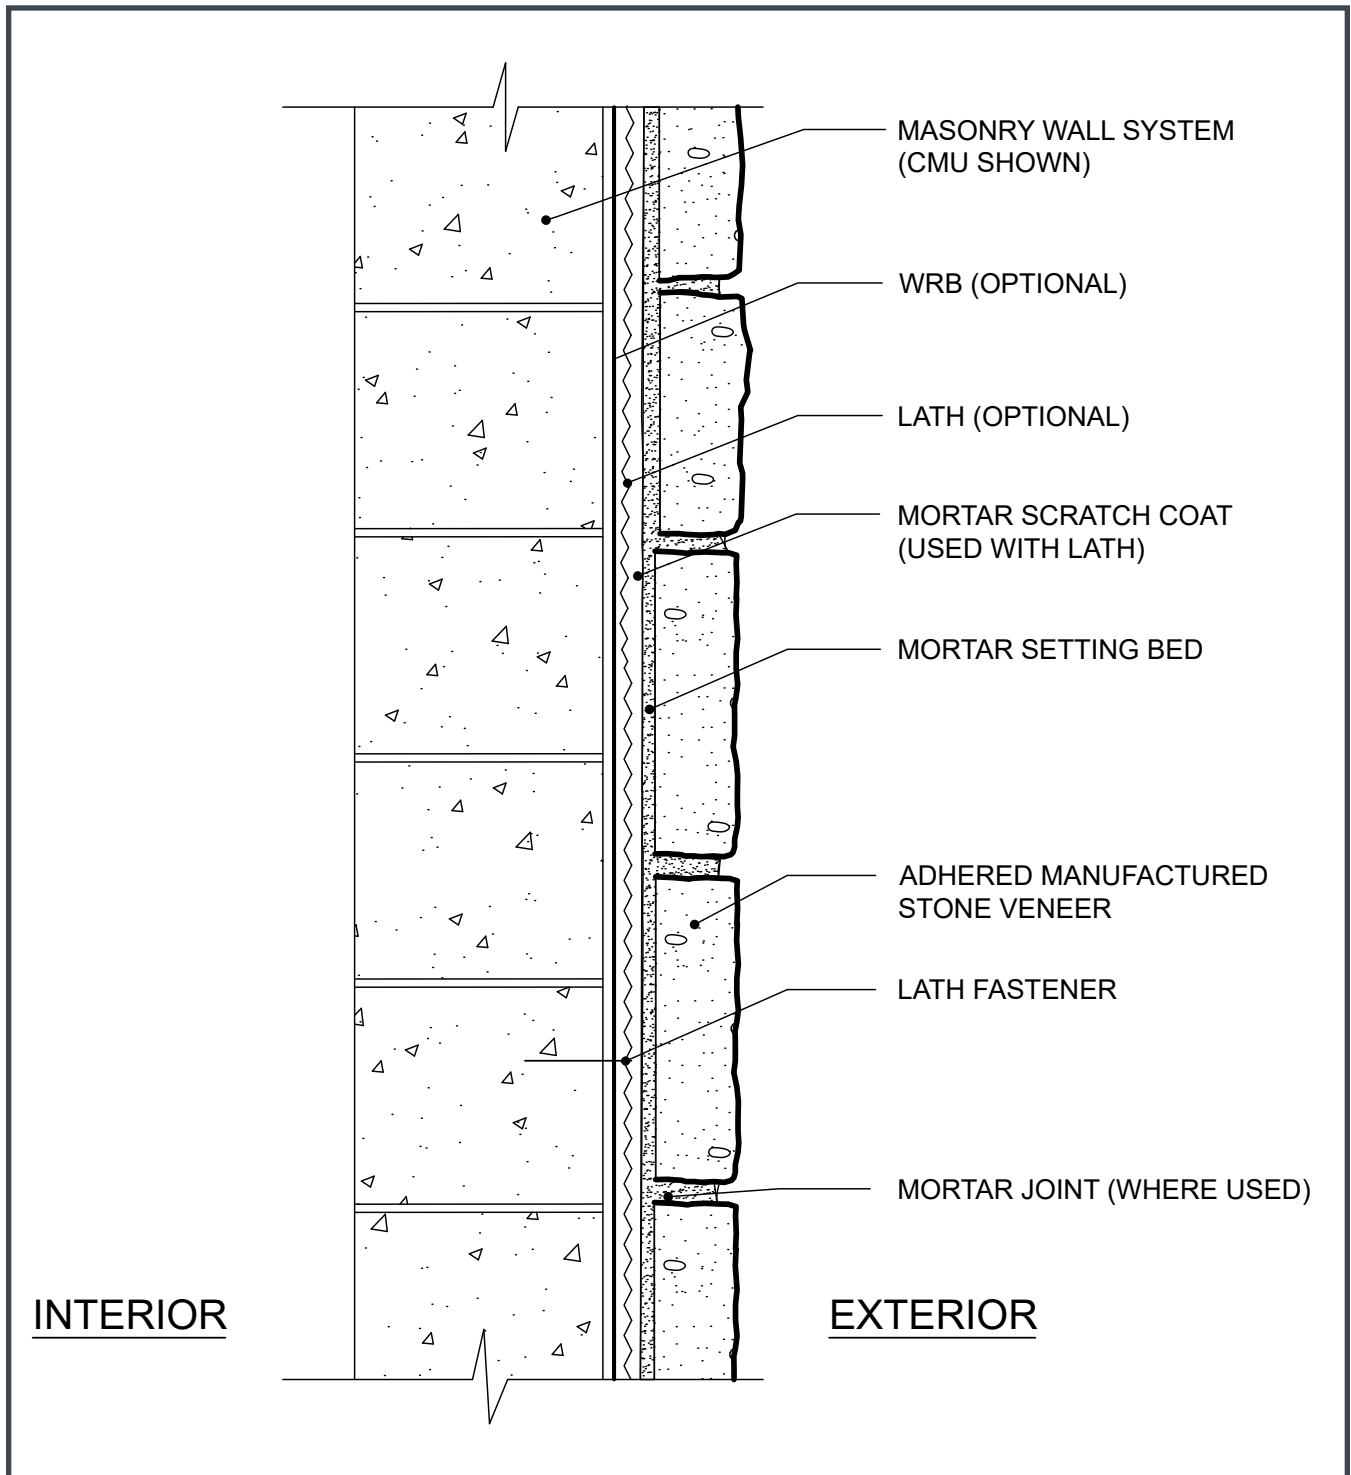 MASONRY WALL SYSTEM
(CMU SHOWN)
WRB (OPTIONAL)
LATH (OPTIONAL)
MORTAR SCRATCH COAT
(USED WITH LATH)
MORTAR SETTING BED
ADHERED MANUFACTURED
STONE VENEER
LATH FASTENER
MORTAR JOINT (WHERE USED)
INTERIOR
EXTERIOR